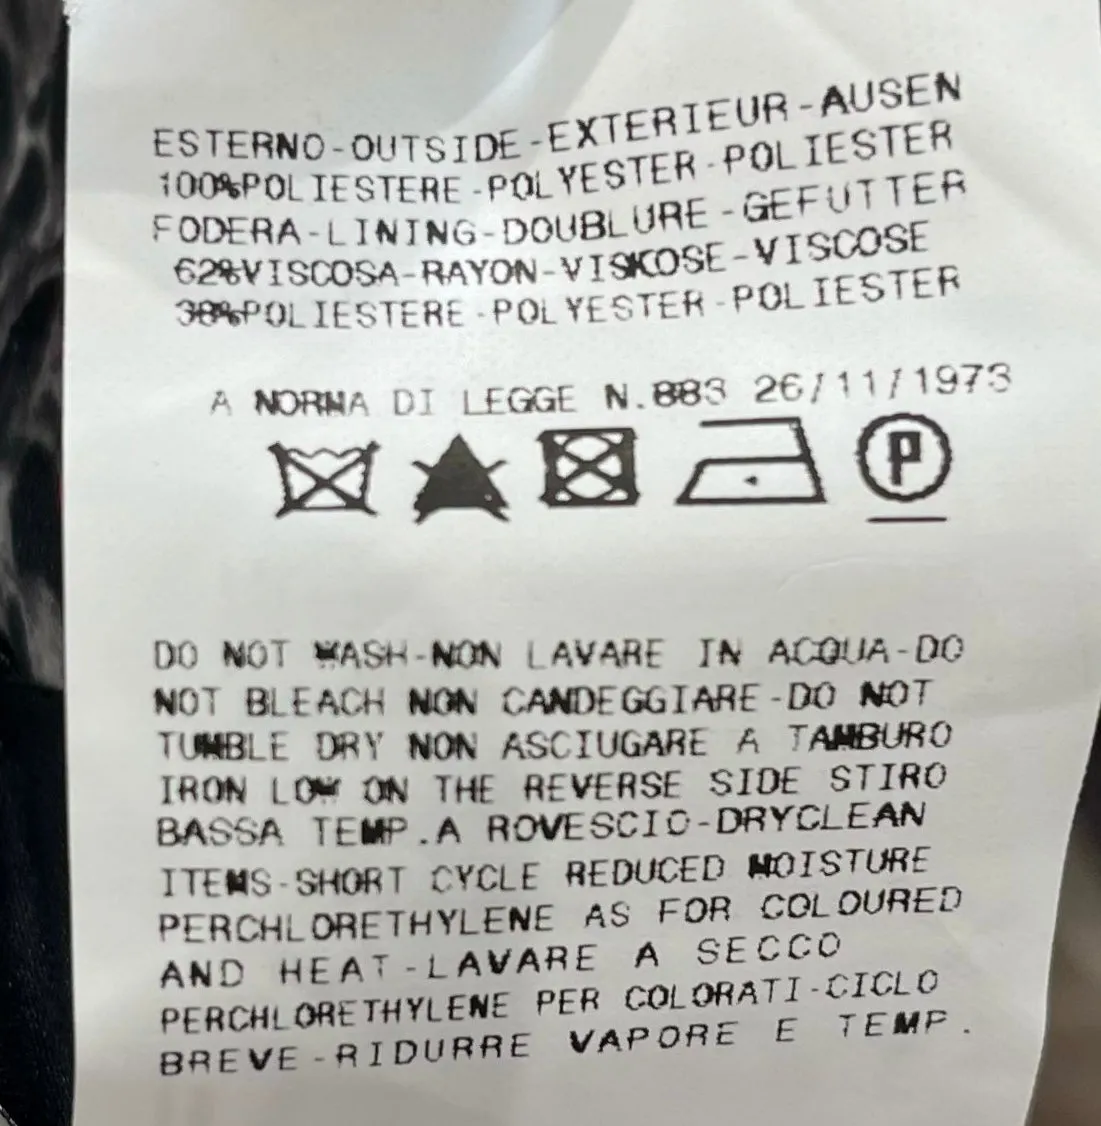 ESTERNO-OUTSIDE-EXTERIEUR-AUSEN
100%POLIESTERE-POLYESTER-POLIESTER
FODERA-LINING-DOUBLURE-GEFUTTER
62%VISCOSA-RAYON-VISKOSE-VISCOSE
38%POLIESTERE-POLYESTER-POLIESTER
A NORMA DI LEGGE N.883 26/11/1973
P
DO NOT WASH-NON LAVARE IN ACQUA-DO
NOT BLEACH NON CANDEGGIARE-DO NOT
TUMBLE DRY NON ASCIUGARE A TAMBURO
IRON LOW ON THE REVERSE SIDE STIRO
BASSA TEMP.A ROVESCIO-DRYCLEAN
ITEMS-SHORT CYCLE REDUCED MOISTURE
PERCHLORETHYLENE AS FOR COLOURED
AND HEAT-LAVARE A SECCO
PERCHLORETHYLENE PER COLORATI-CICLO
BREVE-RIDURRE VAPORE E TEMP.